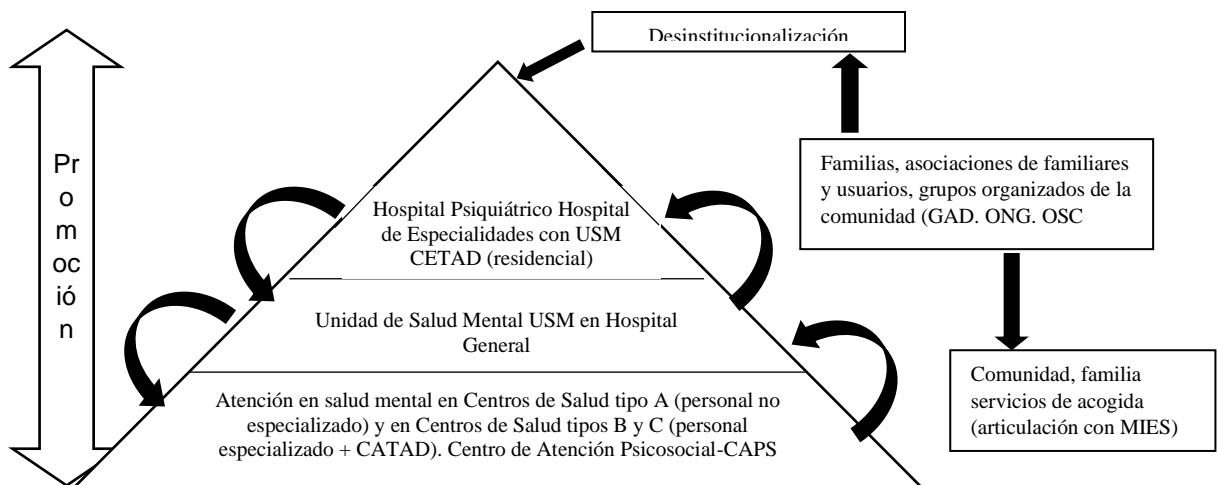 Desinstitucionalización
Pr
o
m
oc
ió
n
Familias, asociaciones de familiares
y usuarios, grupos organizados de la
comunidad (GAD. ONG. OSC
Hospital Psiquiátrico Hospital
de Especialidades con USM
CETAD (residencial)
Unidad de Salud Mental USM en Hospital
General
Comunidad, familia
servicios de acogida
(articulación con MIES)
Atención en salud mental en Centros de Salud tipo A (personal no
especializado) y en Centros de Salud tipos B y C (personal
especializado + CATAD). Centro de Atención Psicosocial-CAPS